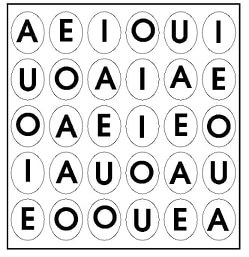 A E I O U I
U O A I A E
O A E I E O
I A U O A U
E O O U E A